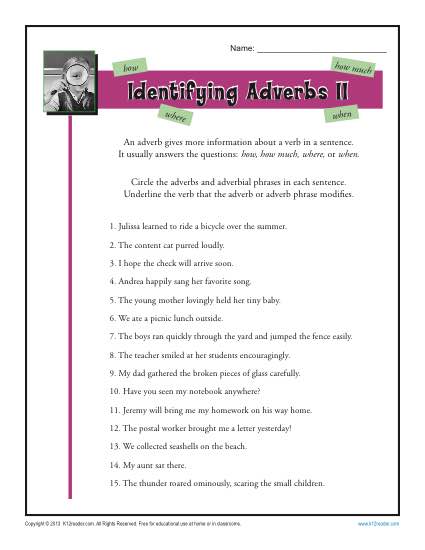 Name:
how
how much
Identifying Adverbs II
where
when
An adverb gives more information about a verb in a sentence.
It usually answers the questions: how, how much, where, or when.
Circle the adverbs and adverbial phrases in each sentence.
Underline the verb that the adverb or adverb phrase modifies.
1. Julissa learned to ride a bicycle over the summer.
2. The content cat purred loudly.
3. I hope the check will arrive soon.
4. Andrea happily sang her favorite song.
5. The young mother lovingly held her tiny baby.
6. We ate a picnic lunch outside.
7. The boys ran quickly through the yard and jumped the fence easily.
8. The teacher smiled at her students encouragingly.
9. My dad gathered the broken pieces of glass carefully.
10. Have you seen my notebook anywhere?
11. Jeremy will bring me my homework on his way home.
12. The postal worker brought me a letter yesterday!
13. We collected seashells on the beach.
14. My aunt sat there.
15. The thunder roared ominously, scaring the small children.
Copyright © 2013 K12reader.com. All Rights Reserved. Free for educational use at home or in classrooms. www.k12reader.com